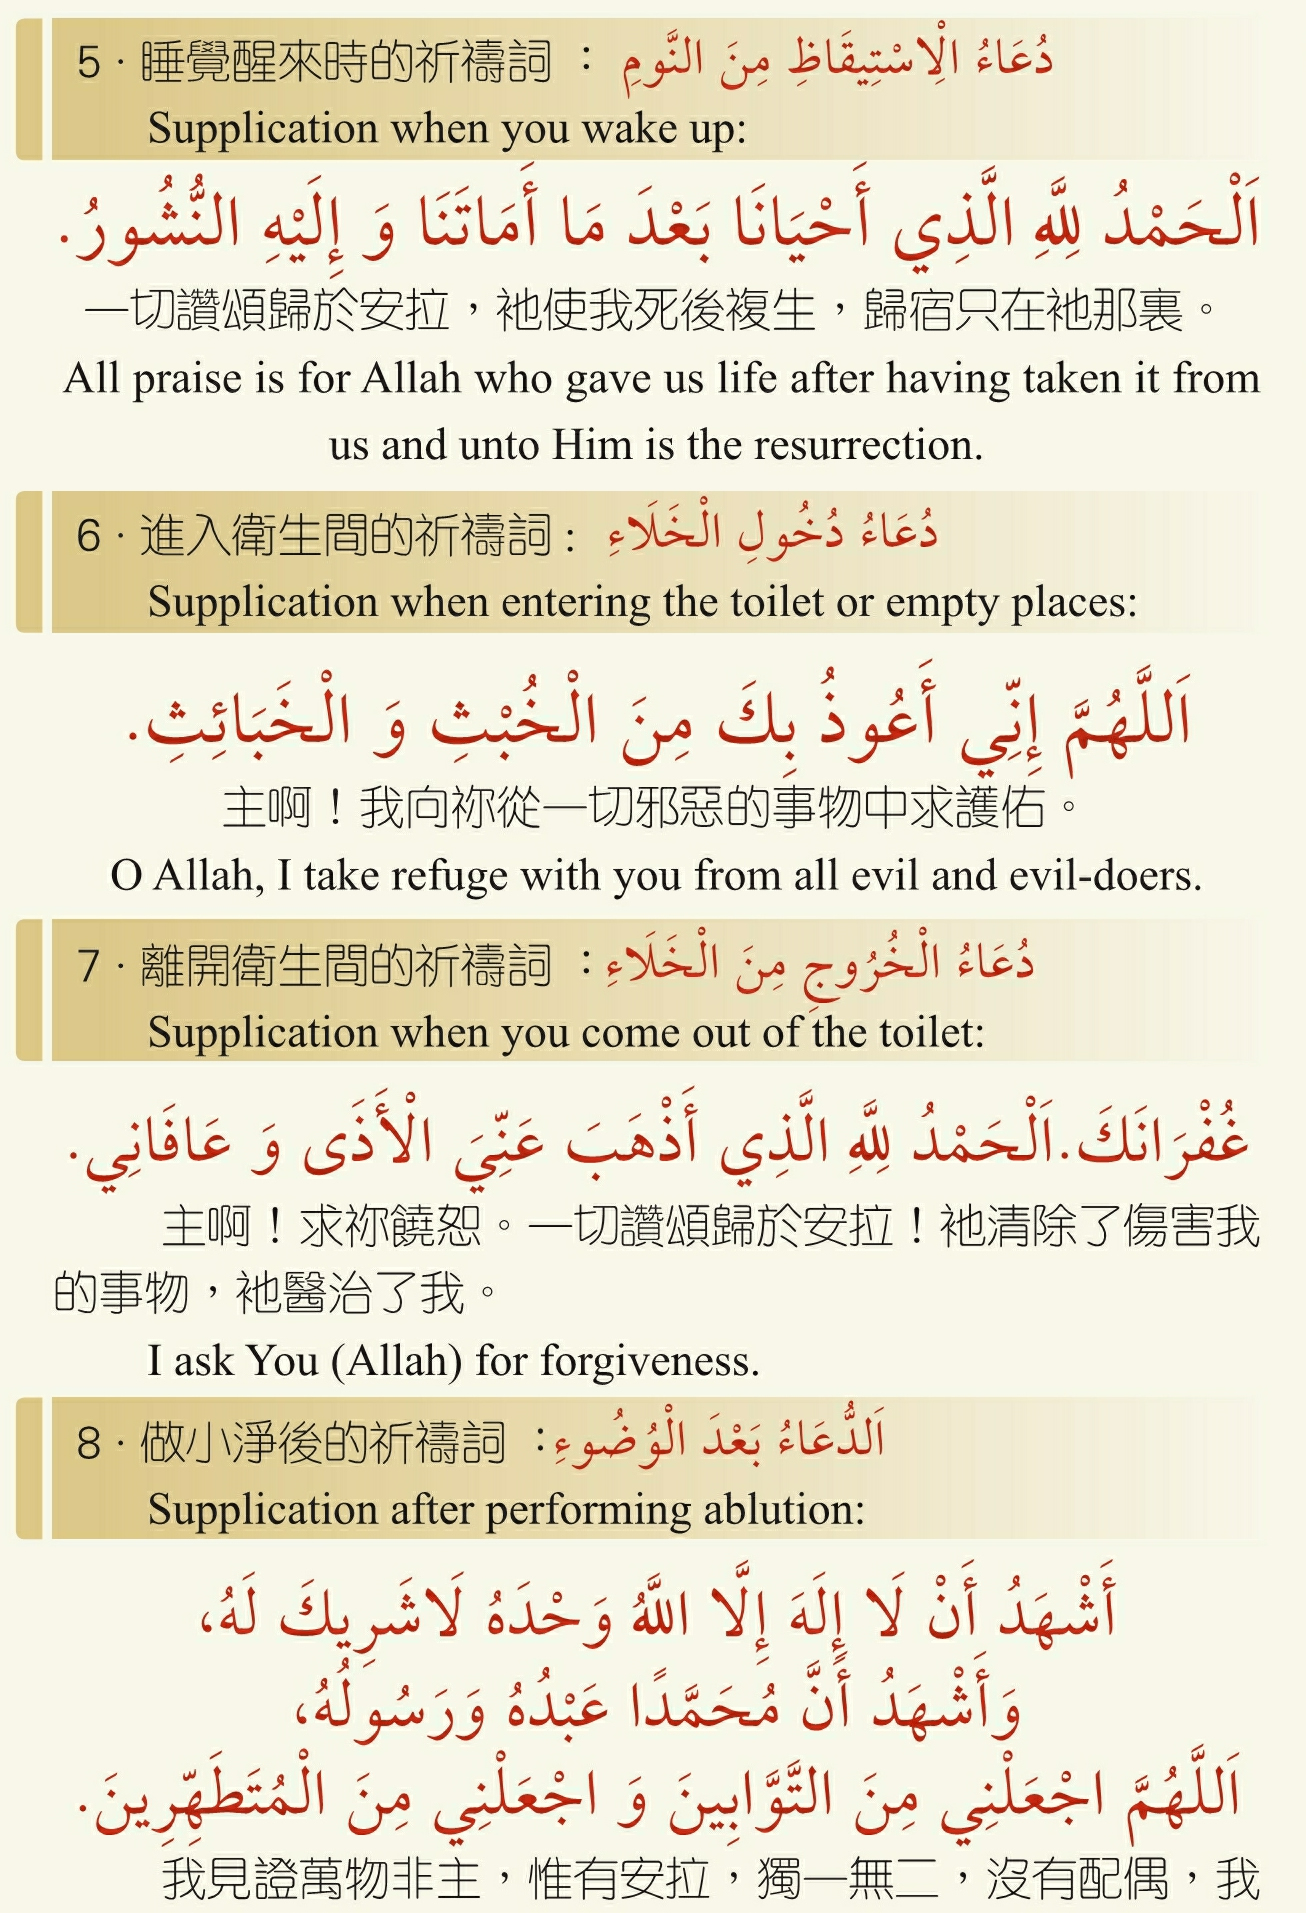 5 · 睡覺醒來時的祈禱詞 : دُعَاءُ الْاِسْتِيقَاظِ مِنَ النَّومِ
Supplication when you wake up:
اَلْحَمْدُ لِلَّهِ الَّذِي أَحْيَانَا بَعْدَ مَا أَمَاتَنَا وَ إِلَيْهِ النُّشُورُ.
一切讚頌歸於安拉，祂使我死後複生，歸宿只在祂那裏。
All praise is for Allah who gave us life after having taken it from
us and unto Him is the resurrection.
6 · 進入衛生間的祈禱詞: دُعَاءُ دُخُولِ الْخَلَاءِ
Supplication when entering the toilet or empty places:
اَللَّهُمَّ إِنِّي أَعُوذُ بِكَ مِنَ الْخُبْثِ وَ الْخَبَائِثِ.
主啊！我向祢從一切邪惡的事物中求護佑。
O Allah, I take refuge with you from all evil and evil-doers.
7 · 離開衛生間的祈禱詞 : دُعَاءُ الْخُرُوجِ مِنَ الْخَلَاءِ
Supplication when you come out of the toilet:
غُفْرَانَكَ.اَلْحَمْدُ لِلَّهِ الَّذِي أَذْهَبَ عَنِّيَ الْأَذَى وَ عَافَانِي.
主啊！求祢饒恕。一切讚頌歸於安拉！祂清除了傷害我
的事物，祂醫治了我。
I ask You (Allah) for forgiveness.
8 · 做小淨後的祈禱詞 : اَلدُّعَاءُ بَعْدَ الْوُضُوءِ
Supplication after performing ablution:
أَشْهَدُ أَنْ لَا إِلَهَ إِلَّا اللَّهُ وَحْدَهُ لَاشَرِيكَ لَهُ،
وَأَشْهَدُ أَنَّ مُحَمَّدًا عَبْدُهُ وَرَسُولُهُ،
اَللَّهُمَّ اجْعَلْنِي مِنَ التَّوَّابِينَ وَ اجْعَلْنِي مِنَ الْمُتَطَهِّرِينَ.
我見證萬物非主，惟有安拉，獨一無二，沒有配偶，我